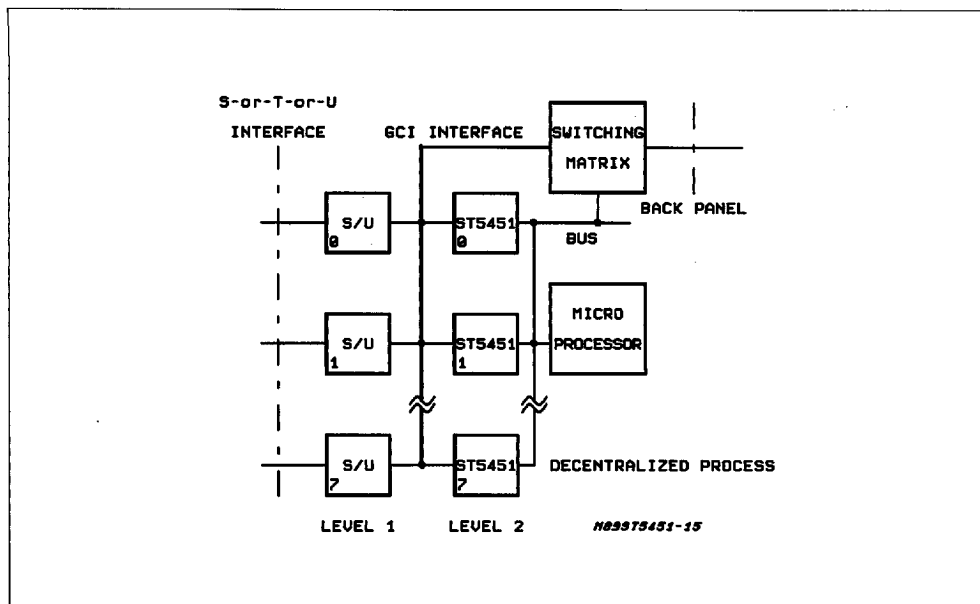 S-or-T-or-U
INTERFACE
GCI INTERFACE
SWITCHING
MATRIX
BACK PANEL
S/U
0
ST5451
0
BUS
S/U
1
ST5451
1
MICRO
PROCESSOR
S/U
7
ST5451
7
DECENTRALIZED PROCESS
LEVEL 1
LEVEL 2
M89ST5451-15